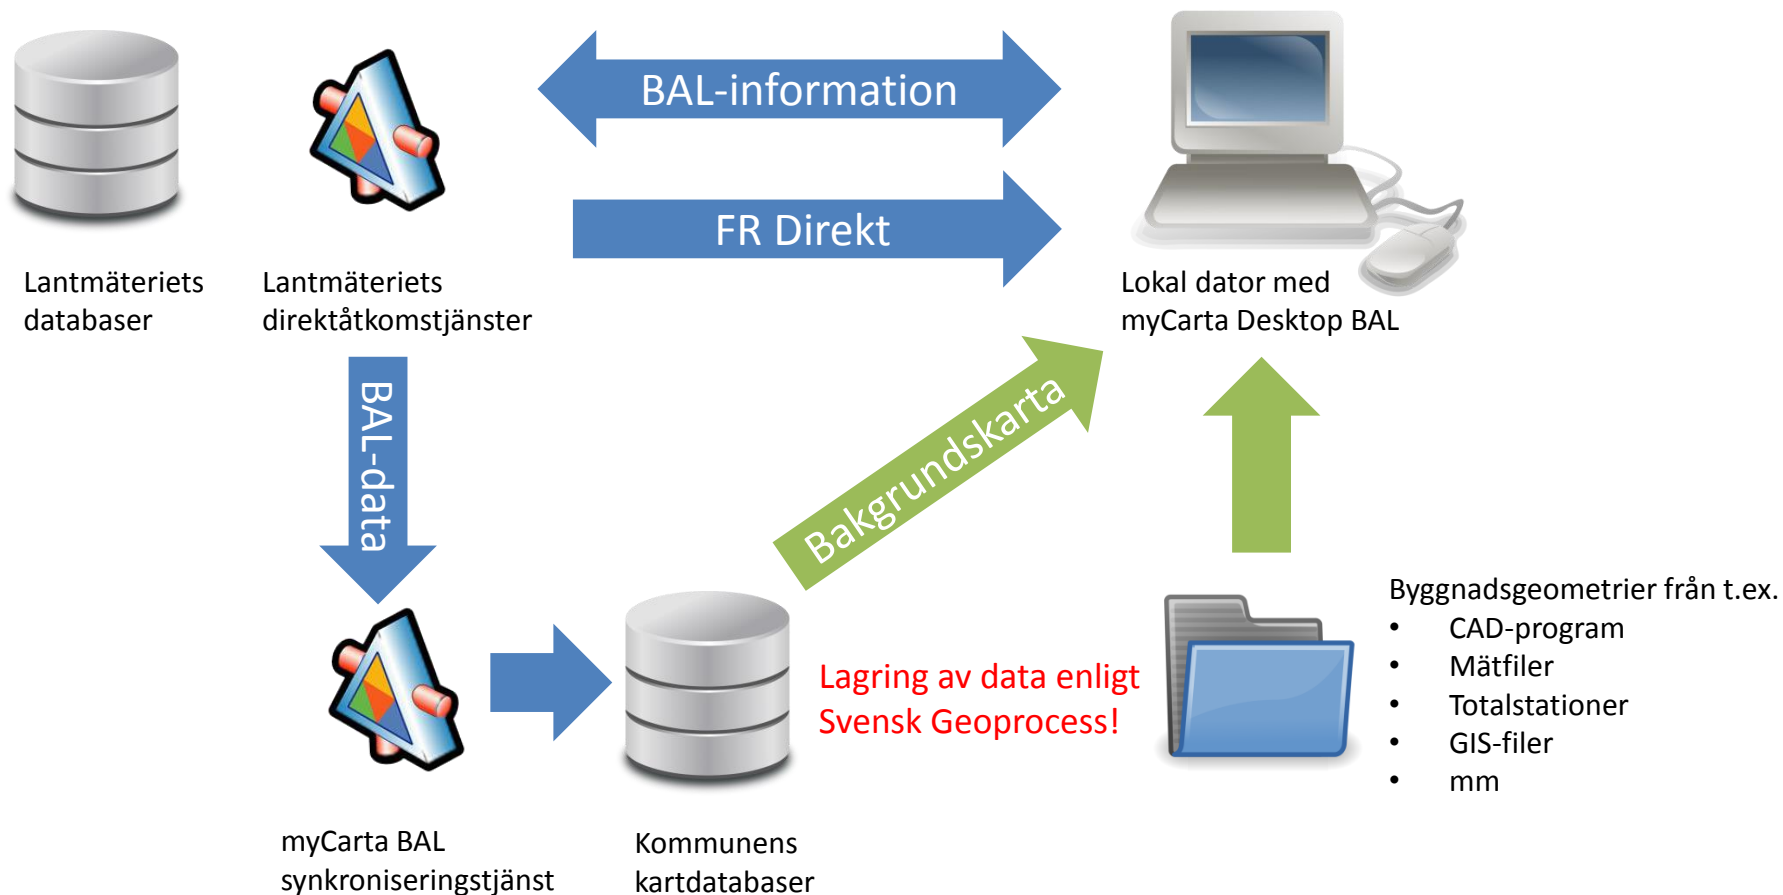 BAL-information
FR Direkt
Lantmäteriets
databaser
Lantmäteriets
direktåtkomstjänster
Lokal dator med
myCarta Desktop BAL
BAL-data
Bakgrundskarta
Lagring av data enligt
Svensk Geoprocess!
Byggnadsgeometrier från t.ex.
• CAD-program
• Mätfiler
• Totalstationer
• GIS-filer
• mm
myCarta BAL
synkroniseringstjänst
Kommunens
kartdatabaser